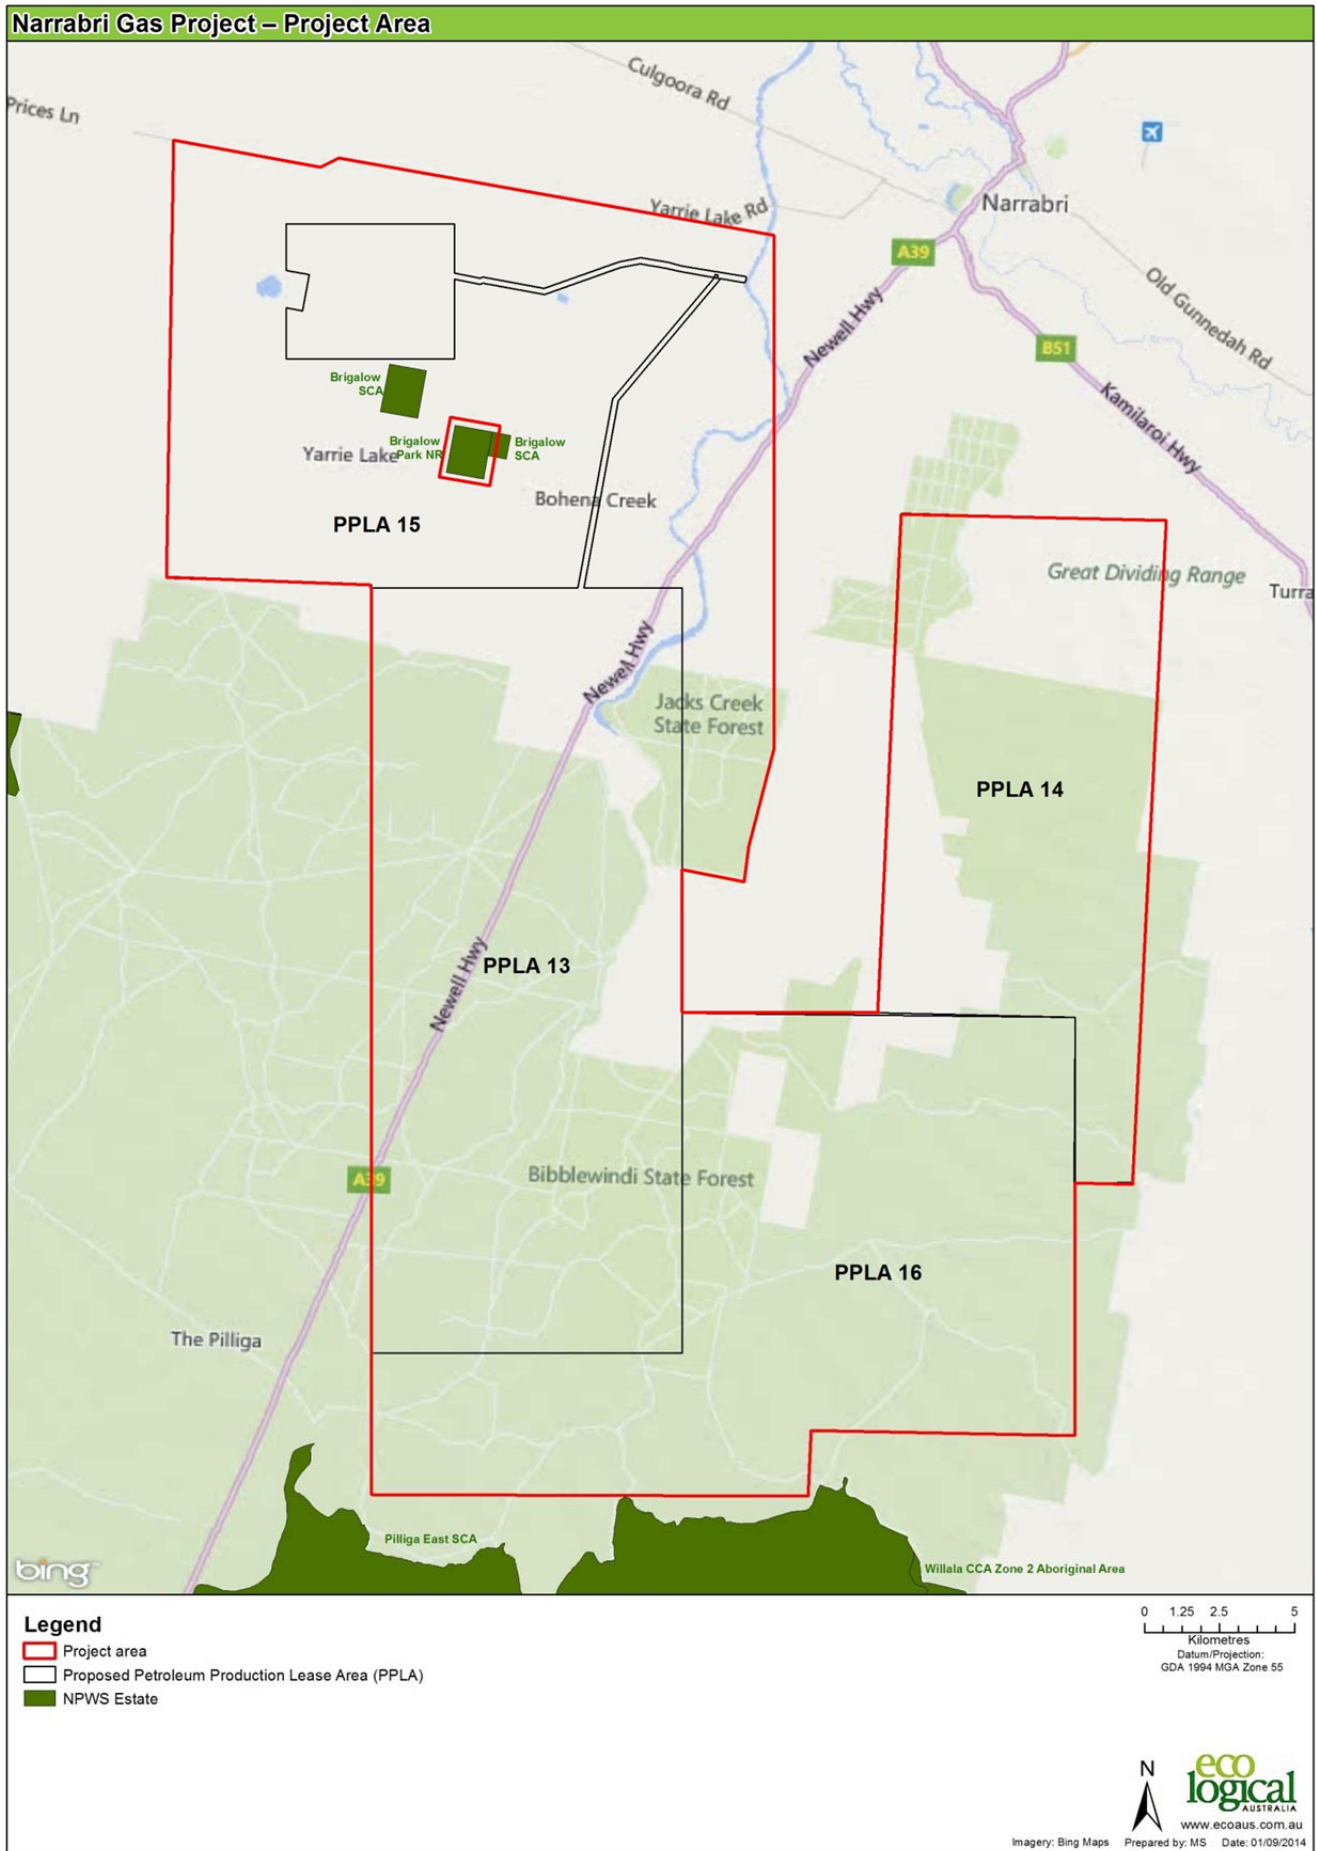 Narrabri Gas Project – Project Area
Culgoora Rd
Prices Ln
Yarrie Lake Rd
Narrabri
A39
Old Gunnedah Rd
Newell Hwy
B51
Kamilaroi Hwy
Brigalow
SCA
Brigalow
Park NR
Brigalow
SCA
Yarrie Lake
Bohena Creek
PPLA 15
Great Dividing Range
Turra
Newell Hwy
Jacks Creek
State Forest
PPLA 14
PPLA 13
Newell Hwy
A39
Bibblewindi State Forest
PPLA 16
The Pilliga
Pilliga East SCA
Willala CCA Zone 2 Aboriginal Area
bing
Legend
Project area
Proposed Petroleum Production Lease Area (PPLA)
NPWS Estate
0 1.25 2.5 5
Kilometres
Datum/Projection:
GDA 1994 MGA Zone 55
N
eco
logical
AUSTRALIA
www.ecoaus.com.au
Imagery: Bing Maps Prepared by: MS Date: 01/09/2014